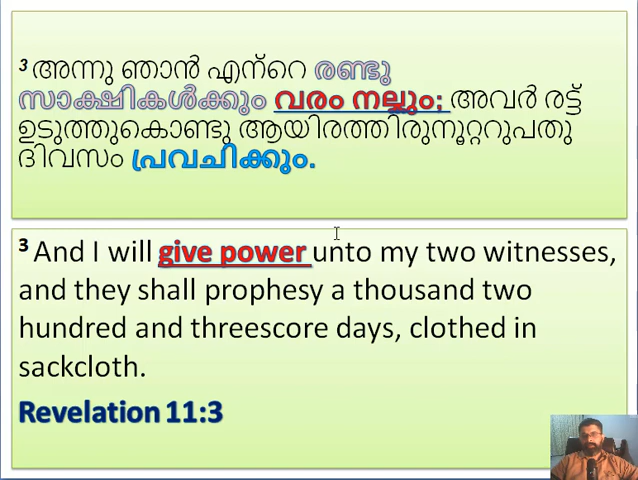 3 അന്നു ഞാൻ എന്റെ രണ്ടു
സാക്ഷികൾക്കും വരം നല്കും; അവർ രട്ട്
ഉടുത്തുകൊണ്ടു ആയിരത്തിരുനൂറ്ററുപതു
ദിവസം പ്രവചിക്കും.
3 And I will give power unto my two witnesses,
and they shall prophesy a thousand two
hundred and threescore days, clothed in
sackcloth.
Revelation 11:3